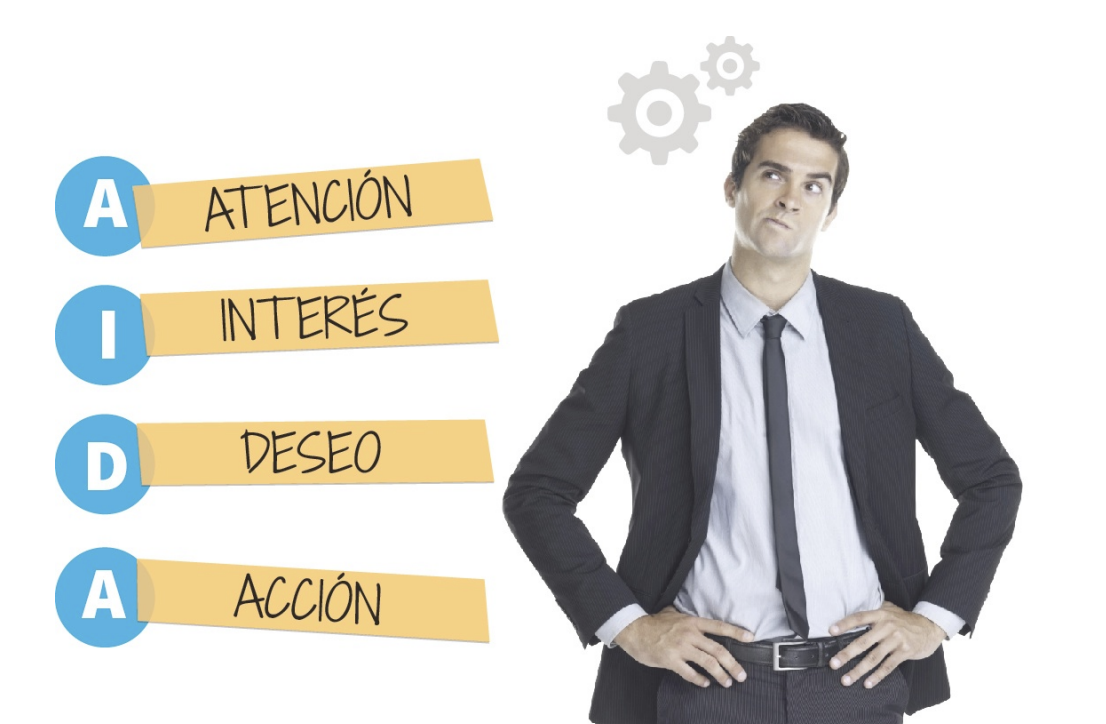 A ATENCIÓN
I INTERÉS
D DESEO
A ACCIÓN